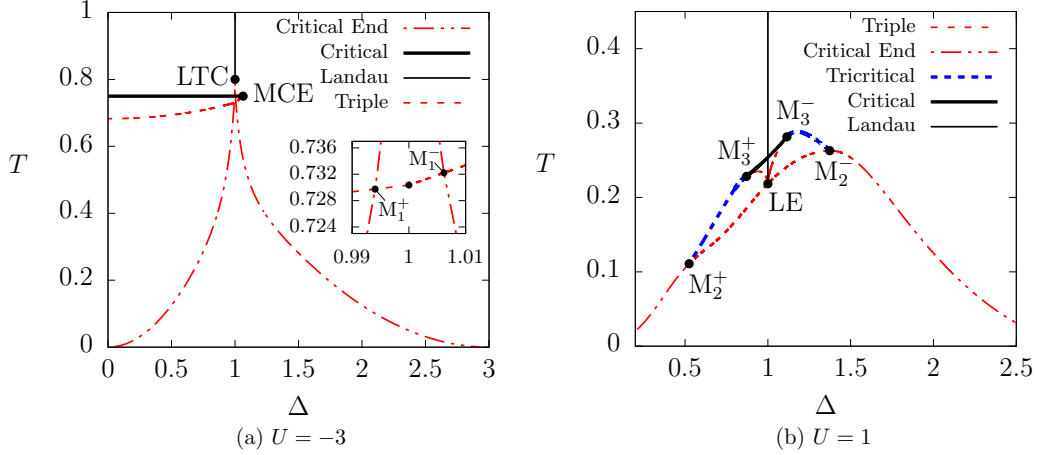 1
0.8
0.6
0.4
0.2
0
T
0 0.5 1 1.5 2 2.5 3
Δ
Critical End
Critical
Landau
Triple
LTC
MCE
0.736
0.732
0.728
0.724
0.99 1 1.01
M₁⁻
M₁⁺
(a) U = −3
0.4
0.3
0.2
0.1
0
T
0.5 1 1.5 2 2.5
Δ
Triple
Critical End
Tricritical
Critical
Landau
M₃⁻
M₃⁺
M₂⁻
LE
M₂⁺
(b) U = 1